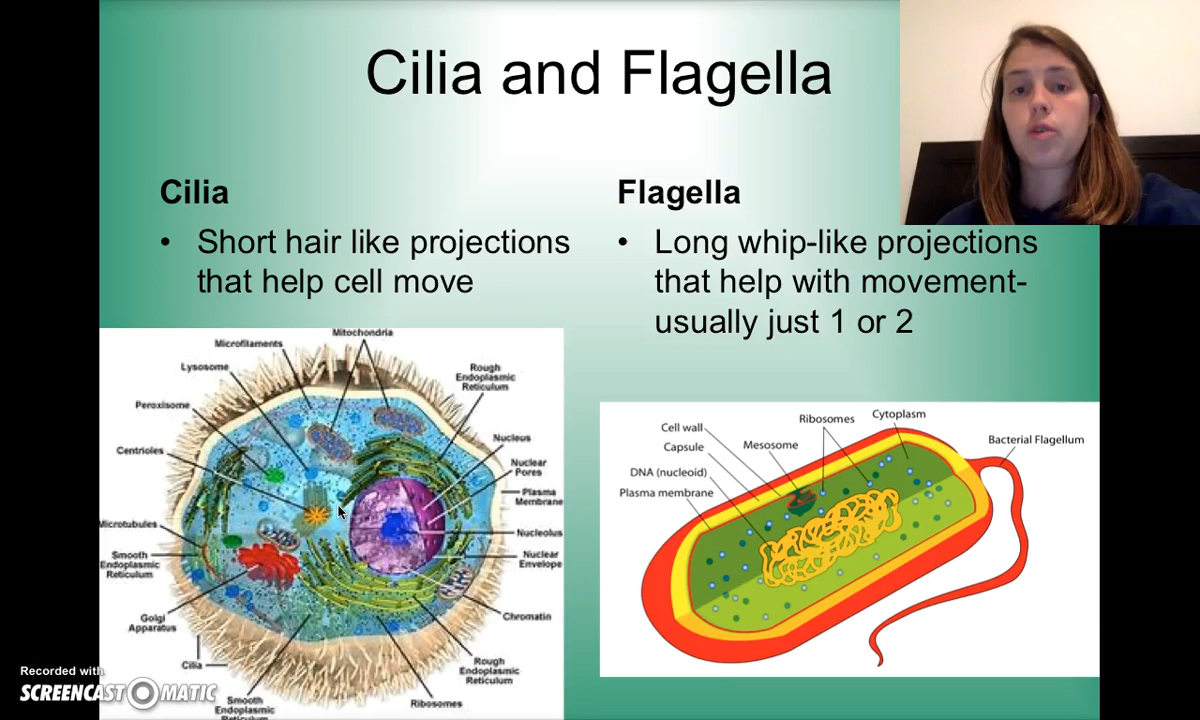 Cilia and Flagella
Cilia
• Short hair like projections
that help cell move
Flagella
• Long whip-like projections
that help with movement-
usually just 1 or 2
Mitochondria
Microfilaments
Lysosome
Rough
Endoplasmic
Reticulum
Peroxisome
Nucleus
Centrioles
Nuclear
Pores
Plasma
Membrane
Microtubules
Nucleolus
Smooth
Endoplasmic
Reticulum
Nuclear
Envelope
Golgi
Apparatus
Chromatin
Cilia
Rough
Endoplasmic
Reticulum
Smooth
Endoplasmic
Reticulum
Ribosomes
Cell wall
Capsule
Mesosome
Ribosomes
Cytoplasm
Bacterial Flagellum
DNA (nucleoid)
Plasma membrane
Recorded with
SCREENCAST O MATIC